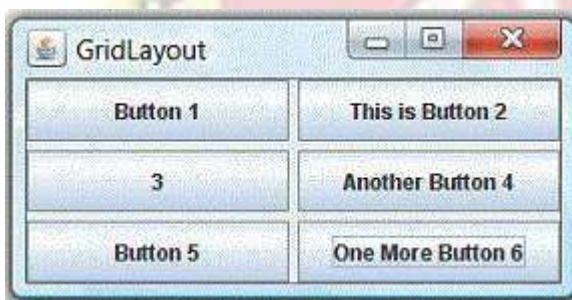 GridLayout
Button 1
This is Button 2
3
Another Button 4
Button 5
One More Button 6